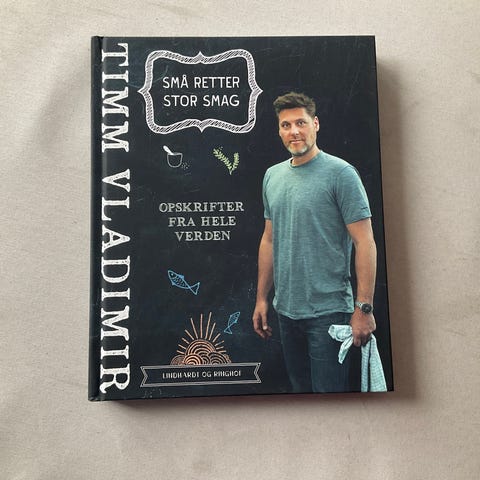 TIMM VLADIMIR
SMÅ RETTER
STOR SMAG
OPSKRIFTER
FRA HELE
VERDEN
LINDHARDT OG RINGHOF